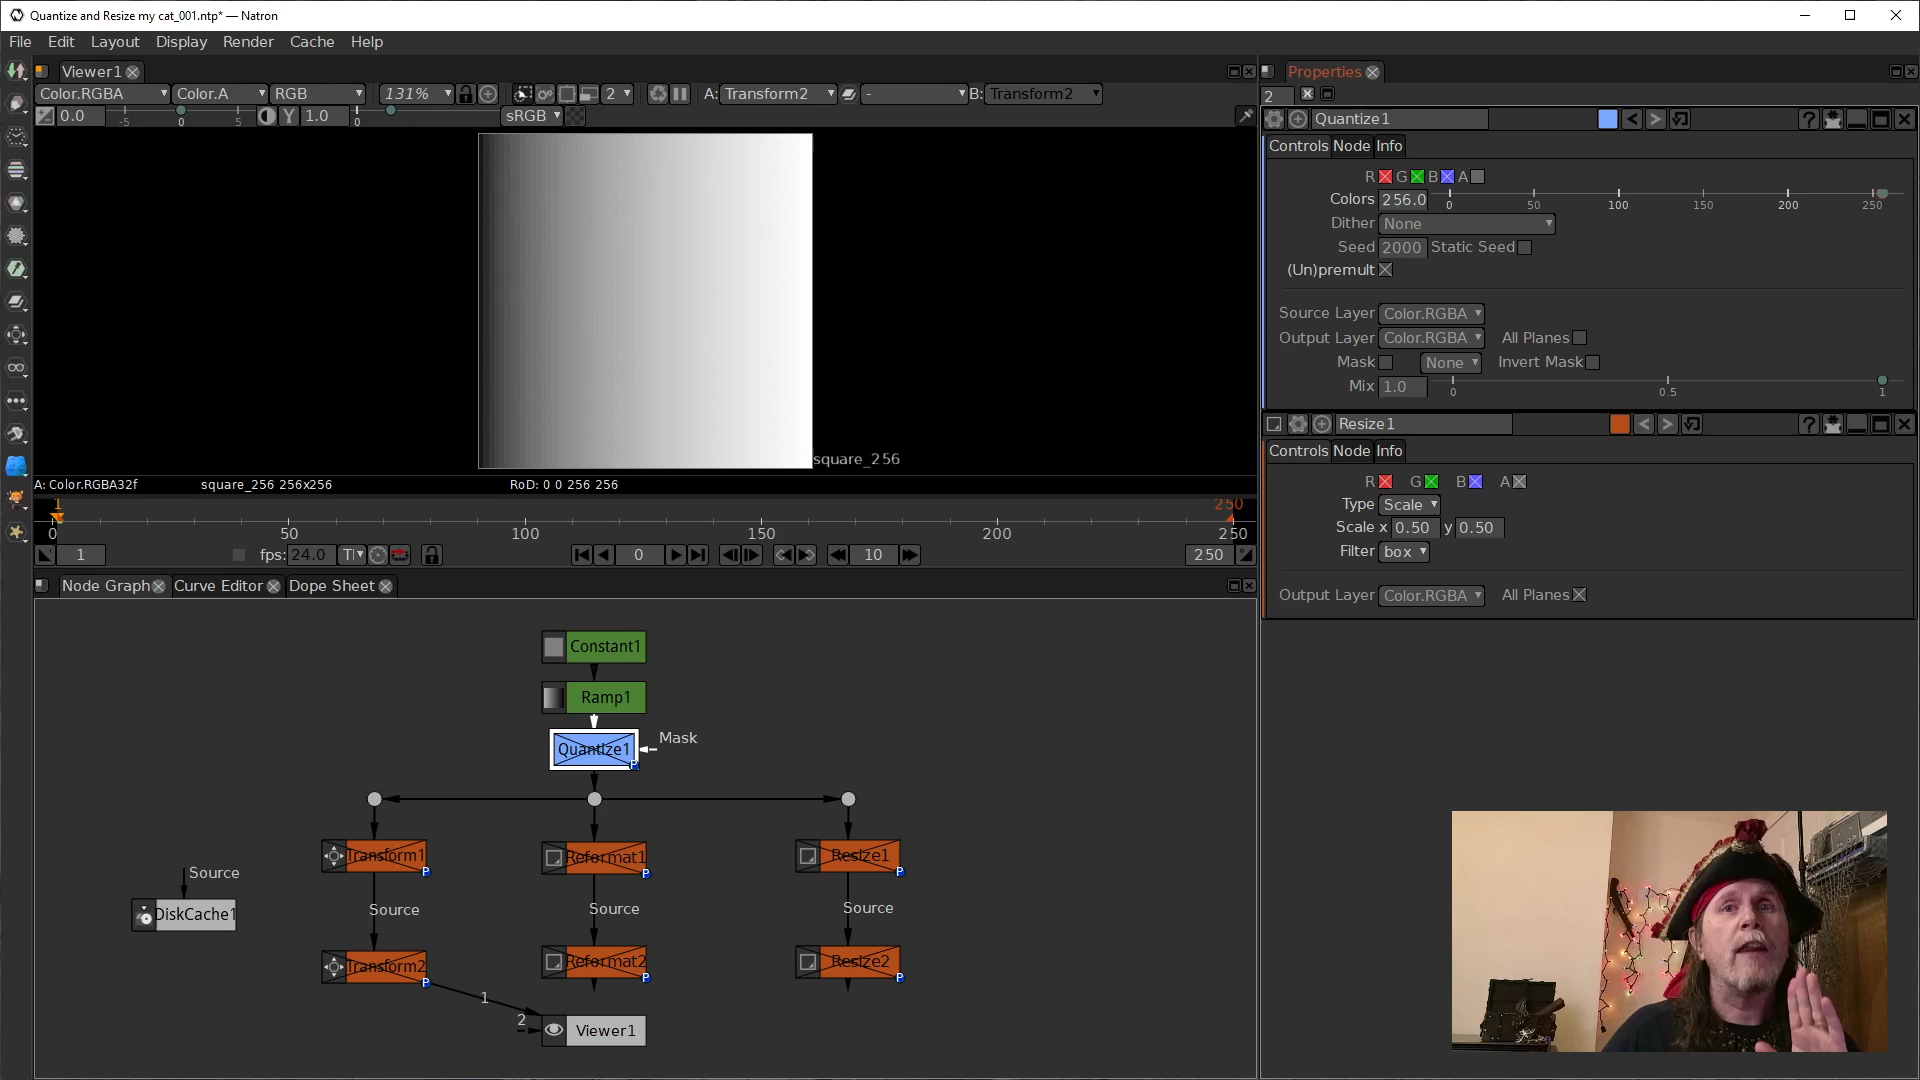 Quantize and Resize my cat_001.ntp* — Natron
File Edit Layout Display Render Cache Help
Viewer1
Color.RGBA Color.A RGB 131% 2 A: Transform2 - B: Transform2
0.0 -5 0 5 Y 1.0 0 sRGB
square_256
A: Color.RGBA32f square_256 256x256 RoD: 0 0 256 256
1 250
0 50 100 150 200 250
1 fps: 24.0 0 10 250
Node Graph Curve Editor Dope Sheet
Constant1
Ramp1
Quantize1 P
Mask
Transform1 P
Reformat1 P
Resize1 P
Source
DiskCache1
Source
Source
Source
Transform2 P
Reformat2 P
Resize2 P
1
2
Viewer1
Properties
2
Quantize1 < > ?
Controls Node Info
R G B A
Colors 256.0 0 50 100 150 200 250
Dither None
Seed 2000 Static Seed
(Un)premult
Source Layer Color.RGBA
Output Layer Color.RGBA All Planes
Mask None Invert Mask
Mix 1.0 0 0.5 1
Resize1 < > ?
Controls Node Info
R G B A
Type Scale
Scale x 0.50 y 0.50
Filter box
Output Layer Color.RGBA All Planes